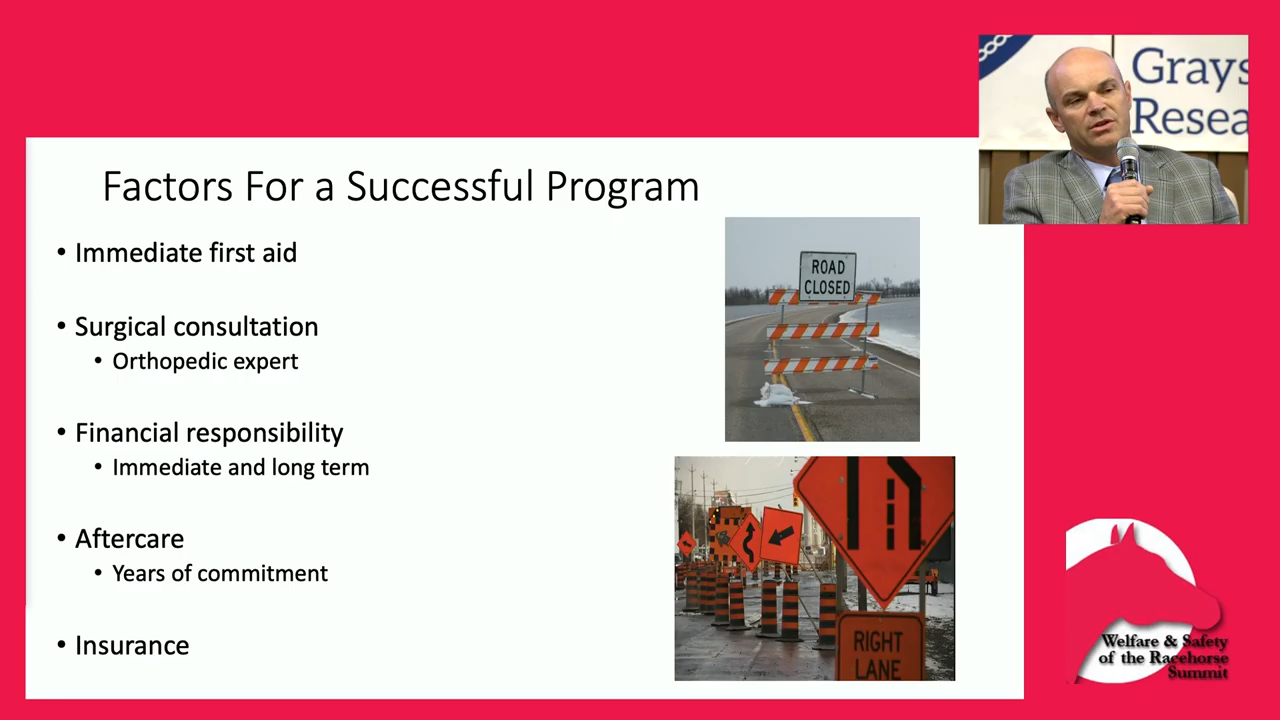 Grays
Resea
Factors For a Successful Program
• Immediate first aid
• Surgical consultation
• Orthopedic expert
• Financial responsibility
• Immediate and long term
• Aftercare
• Years of commitment
• Insurance
ROAD
CLOSED
RIGHT
LANE
Welfare & Safety
of the Racehorse
Summit